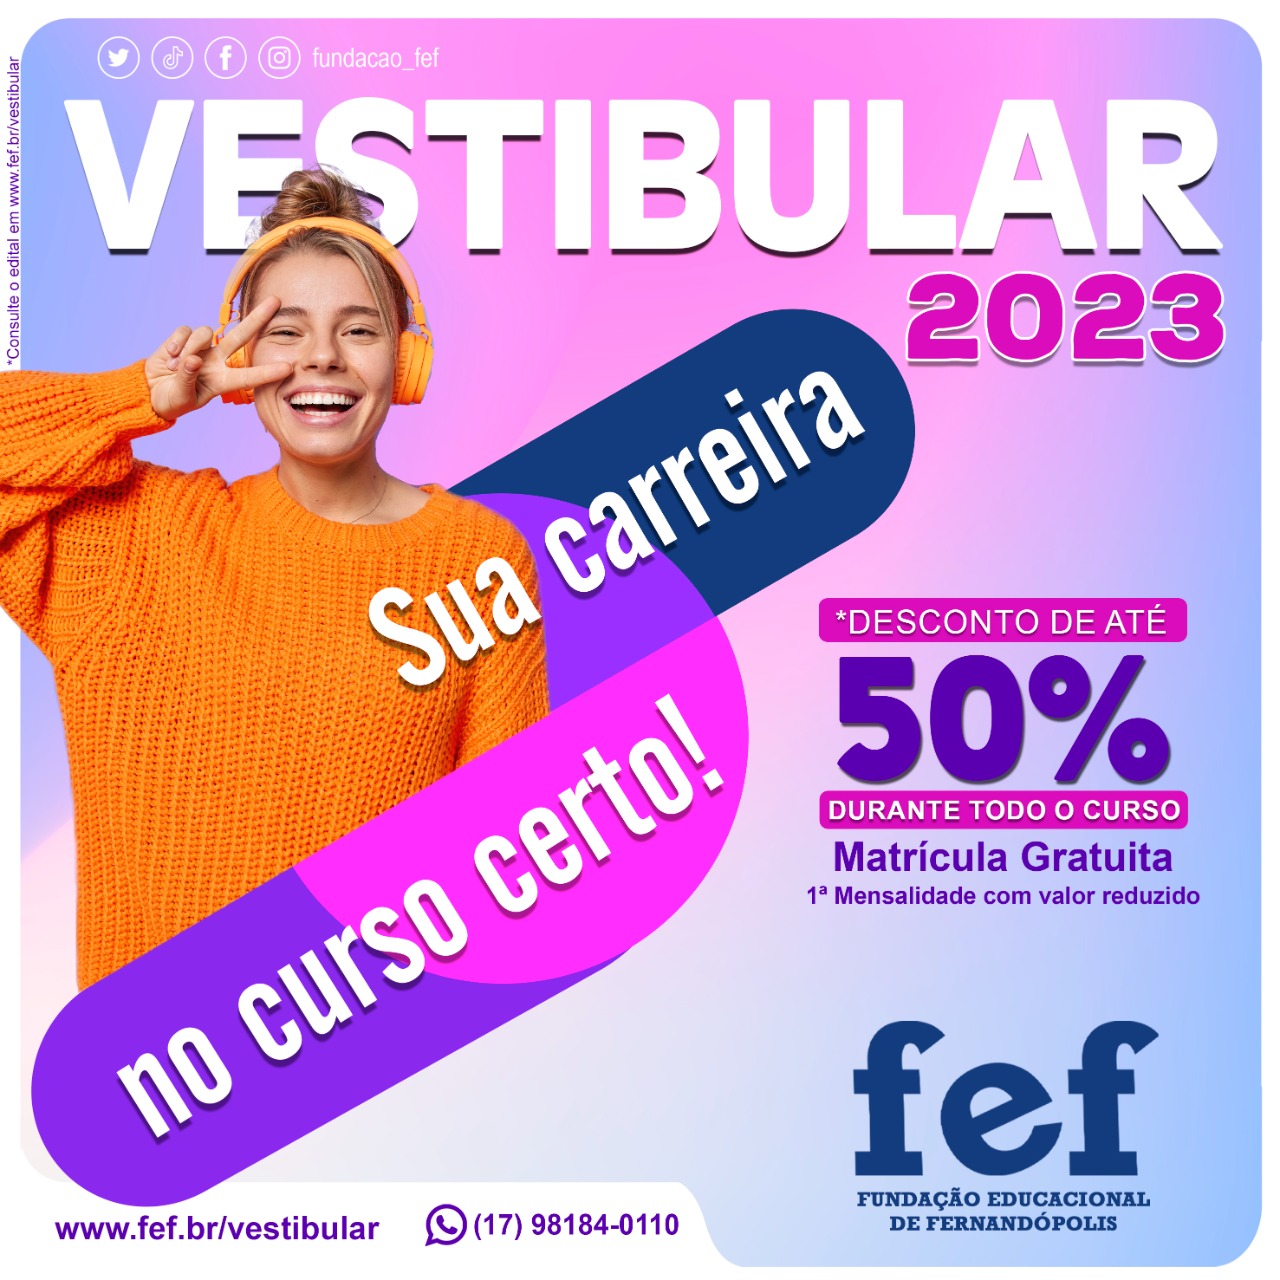 fundacao_fef
*Consulte o edital em www.fef.br/vestibular
VESTIBULAR
2023
Sua carreira
no curso certo!
*DESCONTO DE ATÉ
50%
DURANTE TODO O CURSO
Matrícula Gratuita
1ª Mensalidade com valor reduzido
fef
FUNDAÇÃO EDUCACIONAL
DE FERNANDÓPOLIS
www.fef.br/vestibular
(17) 98184-0110